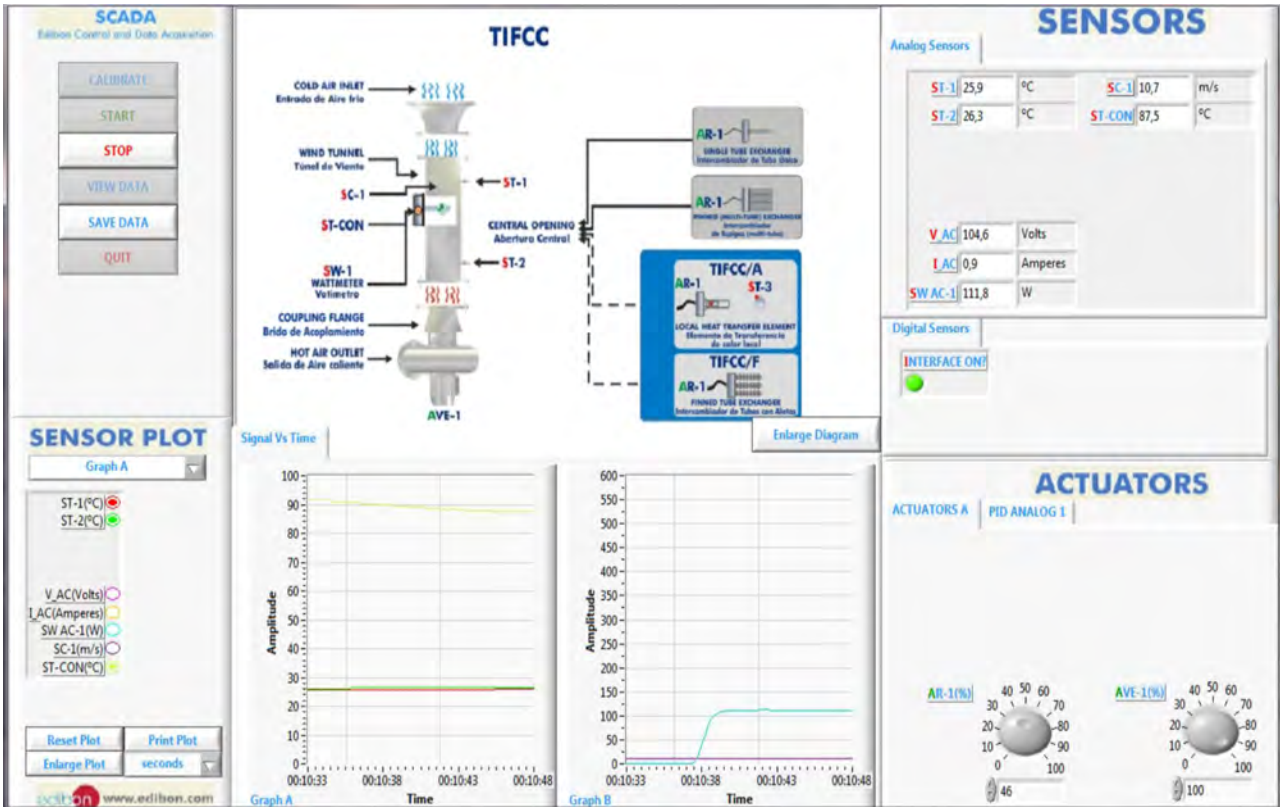 SCADA
Edibon Control and Data Acquisition
CALIBRATE
START
STOP
VIEW DATA
SAVE DATA
QUIT
TIFCC
COLD AIR INLET
Entrada de Aire frío
WIND TUNNEL
Túnel de Viento
SC-1
ST-CON
SW-1
WATTMETER
Vatímetro
COUPLING FLANGE
Brida de Acoplamiento
HOT AIR OUTLET
Salida de Aire caliente
AVE-1
ST-1
ST-2
CENTRAL OPENING
Abertura Central
AR-1
SINGLE TUBE EXCHANGER
Intercambiador de Tubo Único
AR-1
Intercambiador
TIFCC/A
AR-1
ST-3
LOCAL HEAT TRANSFER ELEMENT
Elemento de Transferencia
de calor local
TIFCC/F
AR-1
FINNED TUBE EXCHANGER
Intercambiador de Tubos con Aletas
Enlarge Diagram
SENSORS
Analog Sensors
ST-1 25,9 ºC
SC-1 10,7 m/s
ST-2 26,3 ºC
ST-CON 87,5 ºC
V_AC 104,6 Volts
I_AC 0,9 Amperes
SW AC-1 111,8 W
Digital Sensors
INTERFACE ON?
SENSOR PLOT
Graph A
ST-1(ºC)
ST-2(ºC)
V_AC(Volts)
I_AC(Amperes)
SW AC-1(W)
SC-1(m/s)
ST-CON(ºC)
Reset Plot
Print Plot
Enlarge Plot
seconds
edibon www.edibon.com
Signal Vs Time
Amplitude
100
90
80
70
60
50
40
30
20
10
0
00:10:33 00:10:38 00:10:43 00:10:48
Graph A
Time
Amplitude
600
550
500
450
400
350
300
250
200
150
100
50
0
00:10:33 00:10:38 00:10:43 00:10:48
Graph B
Time
ACTUATORS
ACTUATORS A
PID ANALOG 1
AR-1(%)
0 10 20 30 40 50 60 70 80 90 100
46
AVE-1(%)
0 10 20 30 40 50 60 70 80 90 100
100